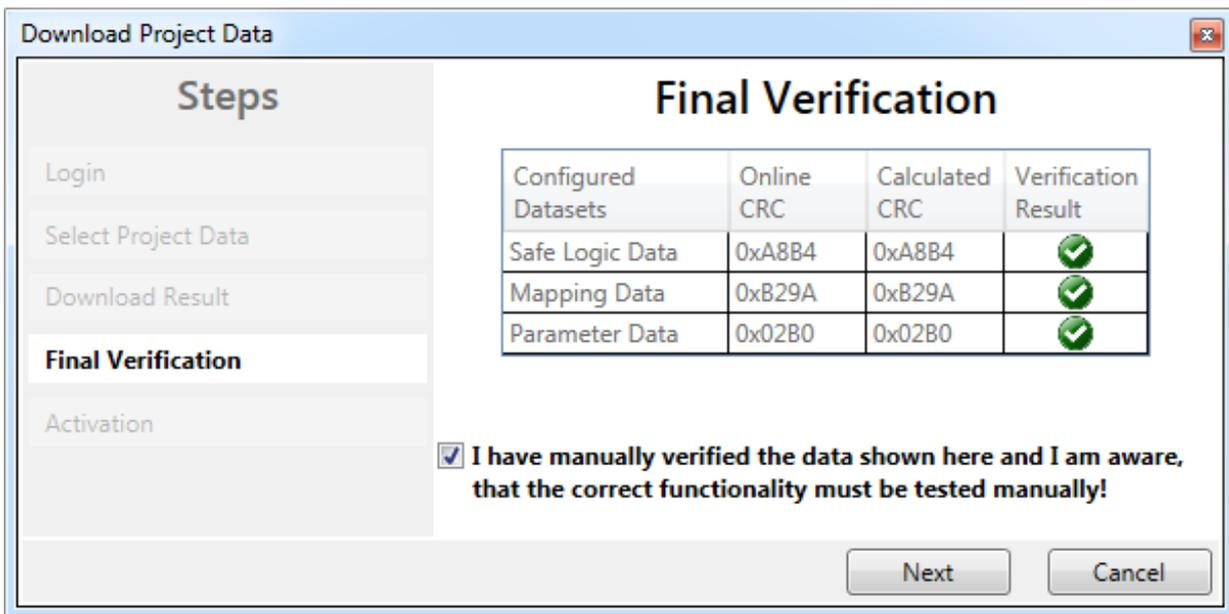 Download Project Data
Steps
Login
Select Project Data
Download Result
Final Verification
Activation
Final Verification
Configured Datasets Online CRC Calculated CRC Verification Result
Safe Logic Data 0xA8B4 0xA8B4
Mapping Data 0xB29A 0xB29A
Parameter Data 0x02B0 0x02B0
I have manually verified the data shown here and I am aware,
that the correct functionality must be tested manually!
Next Cancel